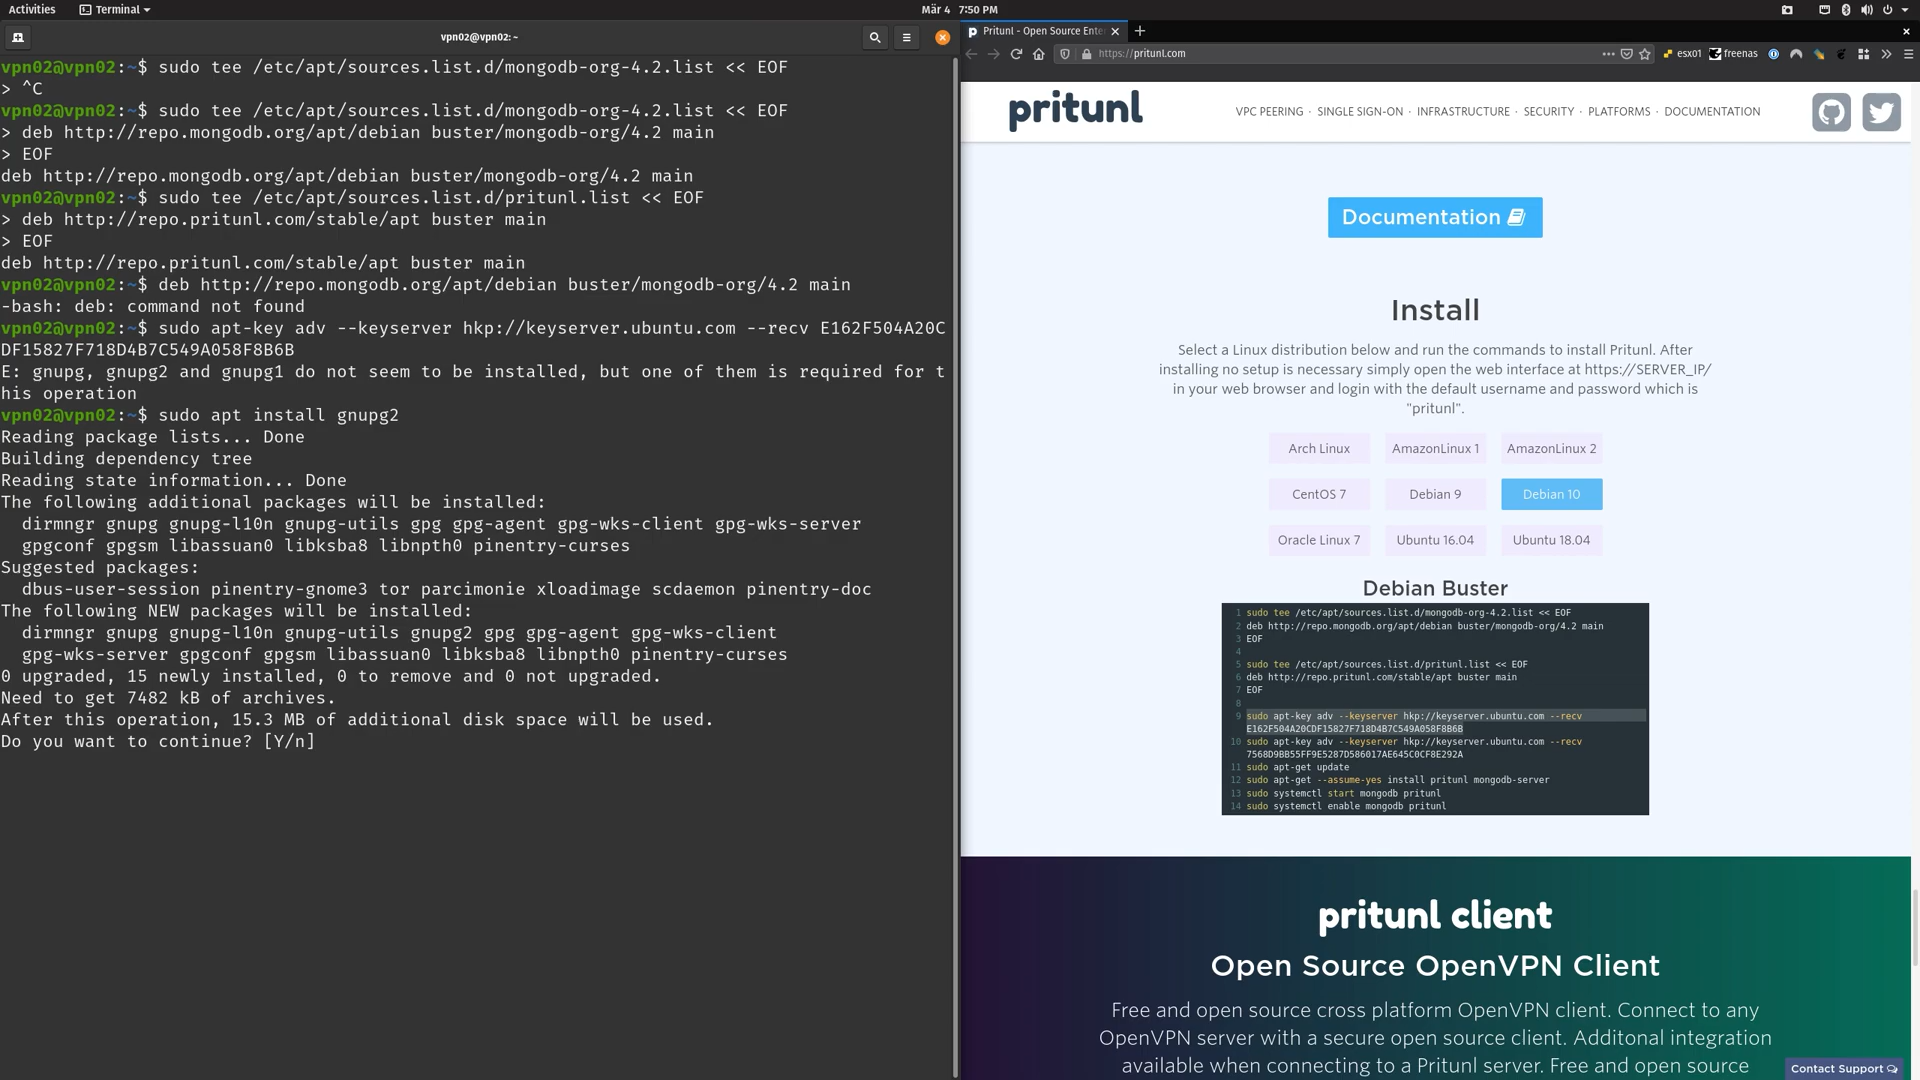 Activities
Terminal
Mär 4 7:50 PM
vpn02@vpn02: ~
vpn02@vpn02:~$ sudo tee /etc/apt/sources.list.d/mongodb-org-4.2.list << EOF
> ^C
vpn02@vpn02:~$ sudo tee /etc/apt/sources.list.d/mongodb-org-4.2.list << EOF
> deb http://repo.mongodb.org/apt/debian buster/mongodb-org/4.2 main
> EOF
deb http://repo.mongodb.org/apt/debian buster/mongodb-org/4.2 main
vpn02@vpn02:~$ sudo tee /etc/apt/sources.list.d/pritunl.list << EOF
> deb http://repo.pritunl.com/stable/apt buster main
> EOF
deb http://repo.pritunl.com/stable/apt buster main
vpn02@vpn02:~$ deb http://repo.mongodb.org/apt/debian buster/mongodb-org/4.2 main
-bash: deb: command not found
vpn02@vpn02:~$ sudo apt-key adv --keyserver hkp://keyserver.ubuntu.com --recv E162F504A20C
DF15827F718D4B7C549A058F8B6B
E: gnupg, gnupg2 and gnupg1 do not seem to be installed, but one of them is required for t
his operation
vpn02@vpn02:~$ sudo apt install gnupg2
Reading package lists... Done
Building dependency tree
Reading state information... Done
The following additional packages will be installed:
dirmngr gnupg gnupg-l10n gnupg-utils gpg gpg-agent gpg-wks-client gpg-wks-server
gpgconf gpgsm libassuan0 libksba8 libnpth0 pinentry-curses
Suggested packages:
dbus-user-session pinentry-gnome3 tor parcimonie xloadimage scdaemon pinentry-doc
The following NEW packages will be installed:
dirmngr gnupg gnupg-l10n gnupg-utils gnupg2 gpg gpg-agent gpg-wks-client
gpg-wks-server gpgconf gpgsm libassuan0 libksba8 libnpth0 pinentry-curses
0 upgraded, 15 newly installed, 0 to remove and 0 not upgraded.
Need to get 7482 kB of archives.
After this operation, 15.3 MB of additional disk space will be used.
Do you want to continue? [Y/n]
Pritunl - Open Source Ente
https://pritunl.com
esx01
freenas
pritunl
VPC PEERING · SINGLE SIGN-ON · INFRASTRUCTURE · SECURITY · PLATFORMS · DOCUMENTATION
Documentation
Install
Select a Linux distribution below and run the commands to install Pritunl. After
installing no setup is necessary simply open the web interface at https://SERVER_IP/
in your web browser and login with the default username and password which is
"pritunl".
Arch Linux
AmazonLinux 1
AmazonLinux 2
CentOS 7
Debian 9
Debian 10
Oracle Linux 7
Ubuntu 16.04
Ubuntu 18.04
Debian Buster
1 sudo tee /etc/apt/sources.list.d/mongodb-org-4.2.list << EOF
2 deb http://repo.mongodb.org/apt/debian buster/mongodb-org/4.2 main
3 EOF
4
5 sudo tee /etc/apt/sources.list.d/pritunl.list << EOF
6 deb http://repo.pritunl.com/stable/apt buster main
7 EOF
8
9 sudo apt-key adv --keyserver hkp://keyserver.ubuntu.com --recv
E162F504A20CDF15827F718D4B7C549A058F8B6B
10 sudo apt-key adv --keyserver hkp://keyserver.ubuntu.com --recv
7568D9BB55FF9E5287D586017AE645C0CF8E292A
11 sudo apt-get update
12 sudo apt-get --assume-yes install pritunl mongodb-server
13 sudo systemctl start mongodb pritunl
14 sudo systemctl enable mongodb pritunl
pritunl client
Open Source OpenVPN Client
Free and open source cross platform OpenVPN client. Connect to any
OpenVPN server with a secure open source client. Additonal integration
available when connecting to a Pritunl server. Free and open source
Contact Support